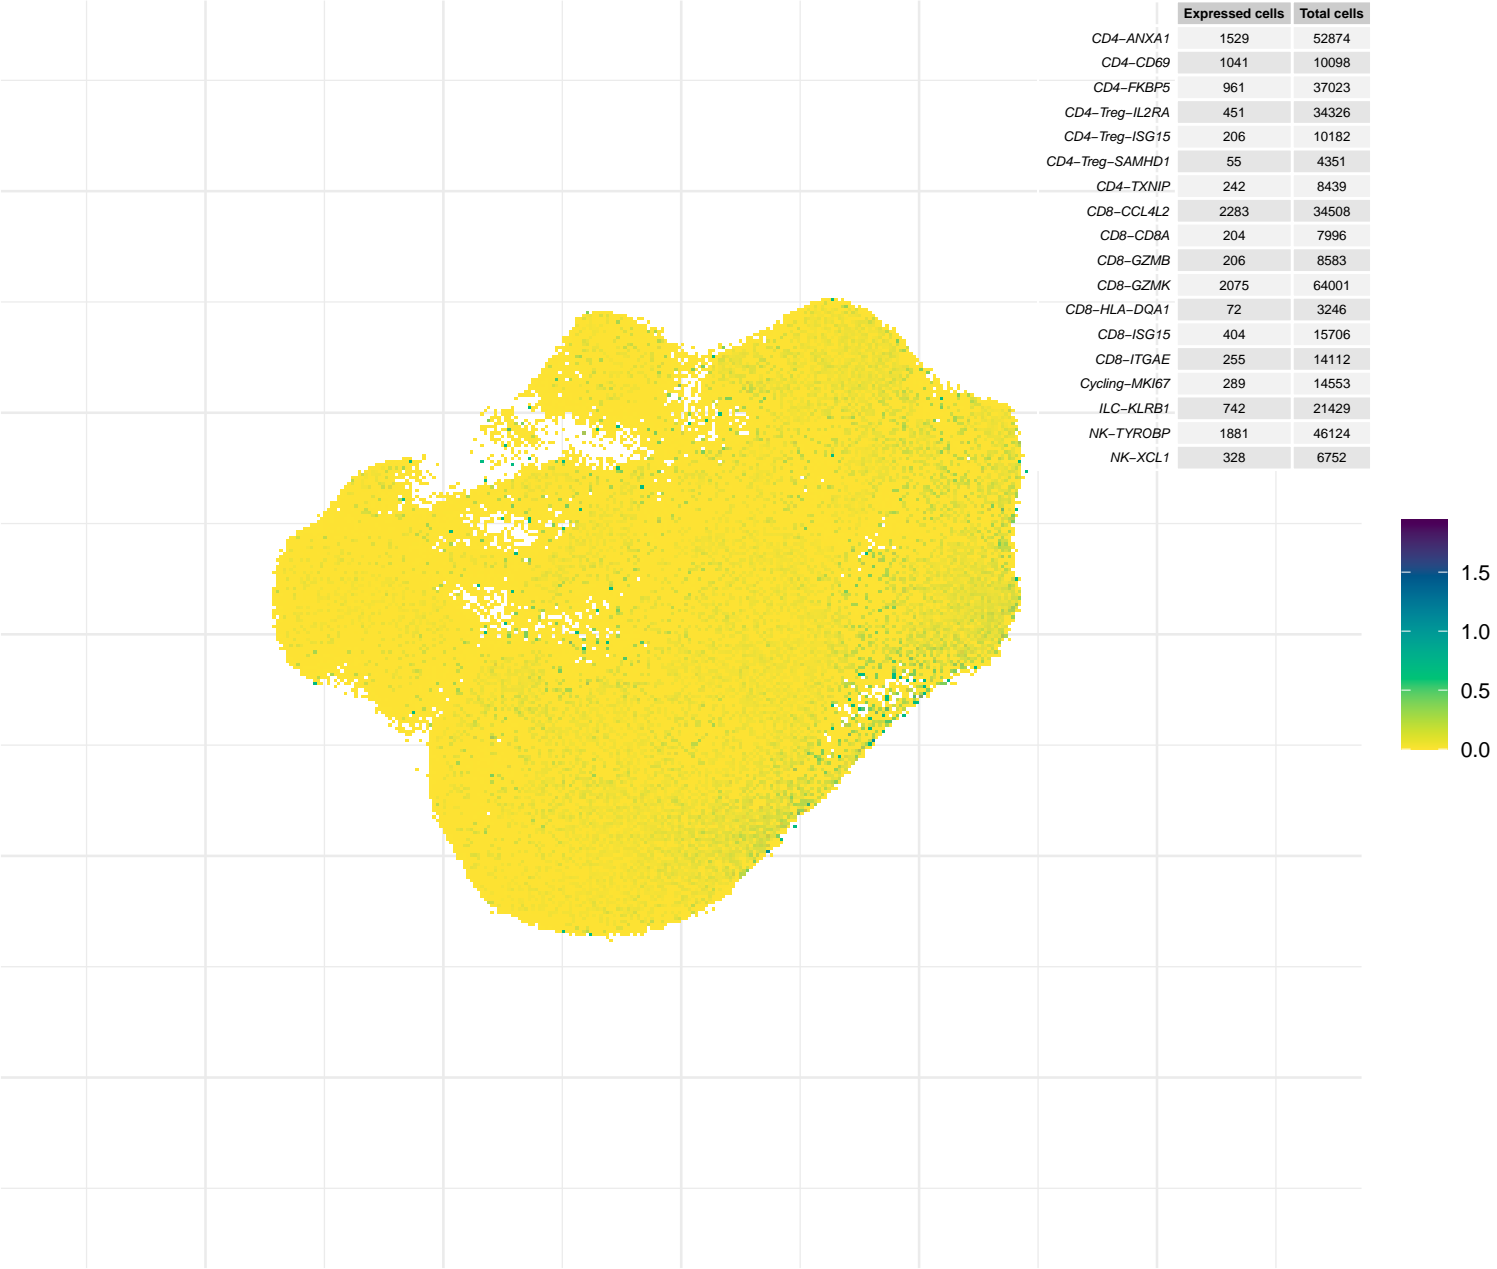 Expressed cells Total cells
CD4−ANXA1 1529 52874
CD4−CD69 1041 10098
CD4−FKBP5 961 37023
CD4−Treg−IL2RA 451 34326
CD4−Treg−ISG15 206 10182
CD4−Treg−SAMHD1 55 4351
CD4−TXNIP 242 8439
CD8−CCL4L2 2283 34508
CD8−CD8A 204 7996
CD8−GZMB 206 8583
CD8−GZMK 2075 64001
CD8−HLA−DQA1 72 3246
CD8−ISG15 404 15706
CD8−ITGAE 255 14112
Cycling−MKI67 289 14553
ILC−KLRB1 742 21429
NK−TYROBP 1881 46124
NK−XCL1 328 6752
1.5
1.0
0.5
0.0